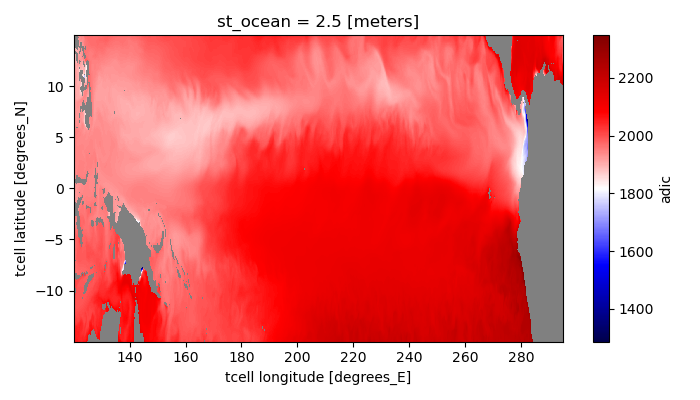 st_ocean = 2.5 [meters]
tcell latitude [degrees_N]
10
5
0
−5
−10
140 160 180 200 220 240 260 280
tcell longitude [degrees_E]
2200
2000
1800
1600
1400
adic